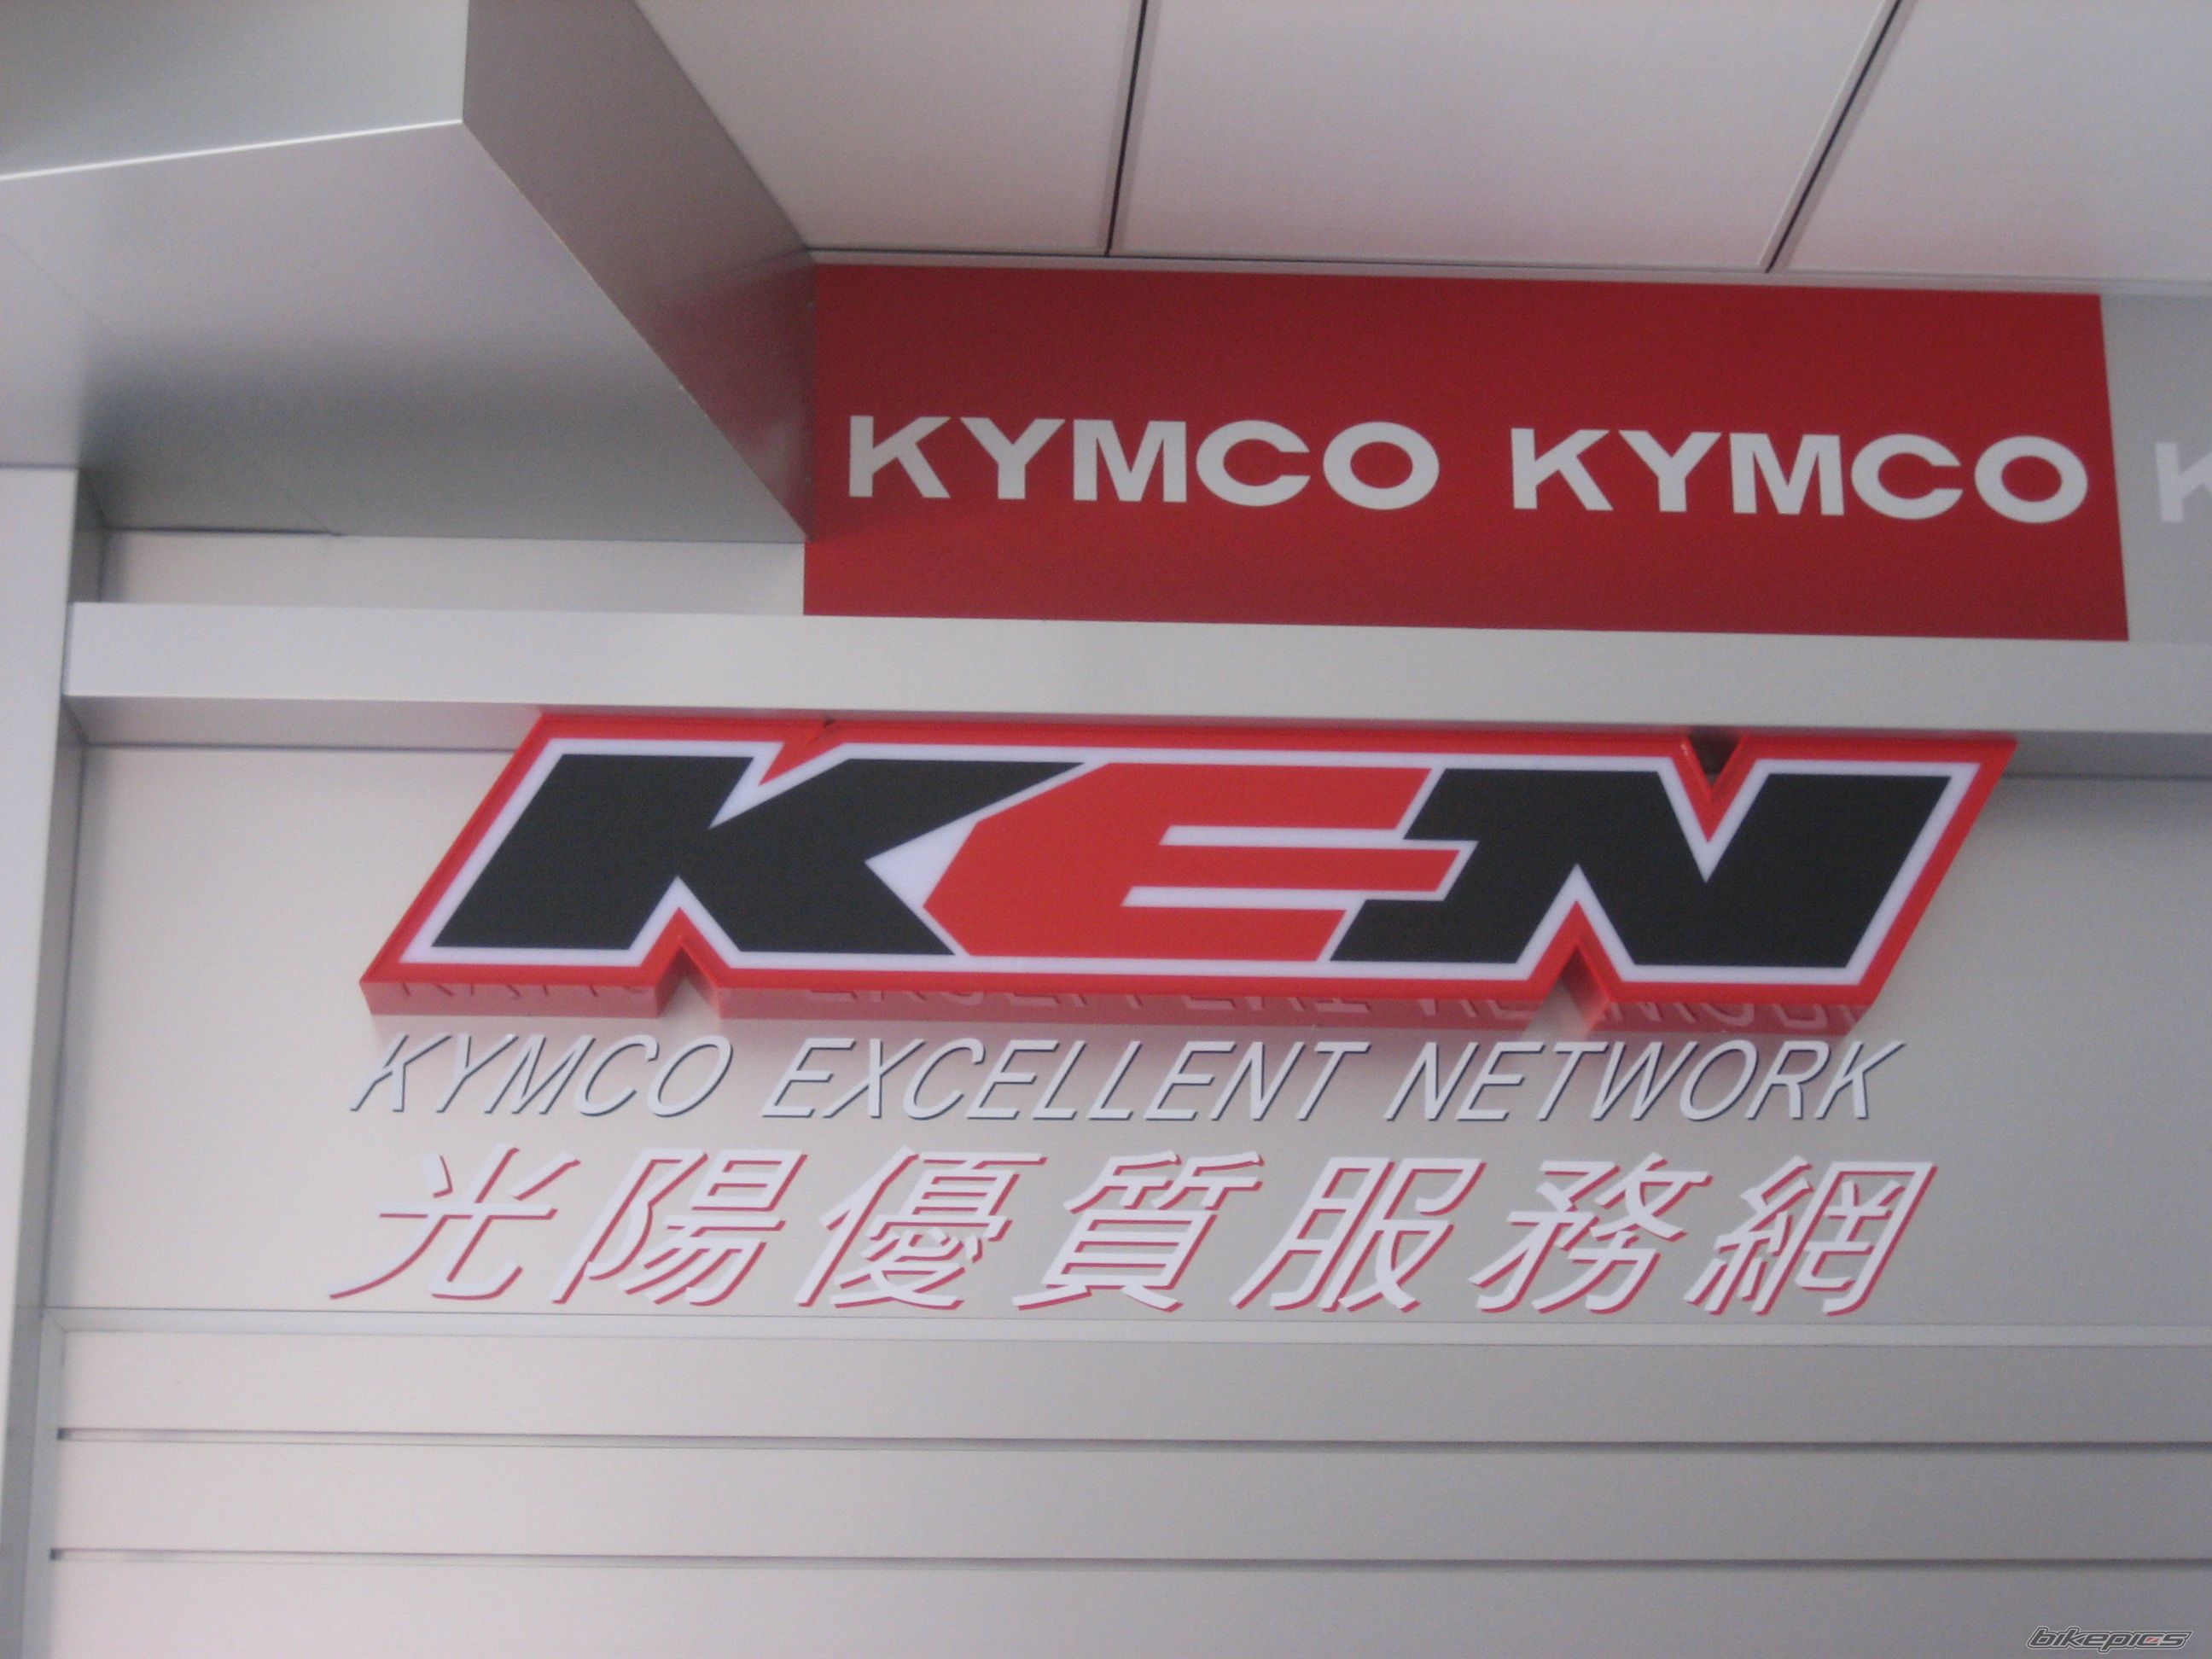 KYMCO KYMCO K
KEN
KYMCO EXCELLENT NETWORK
光陽優質服務網
bikepics